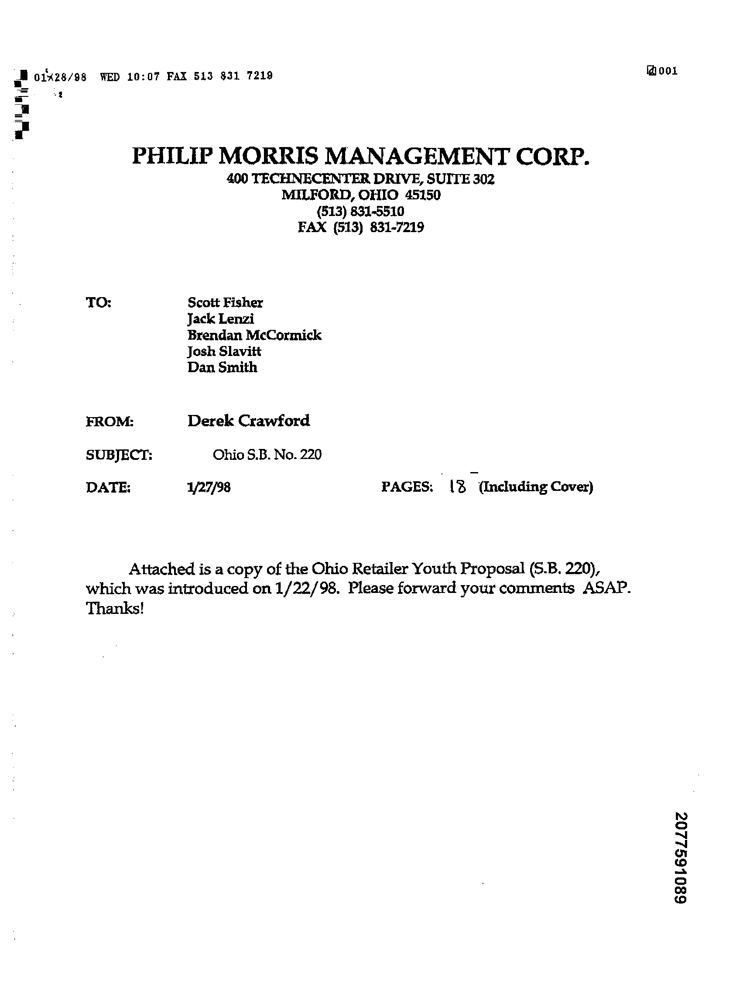 01/28/98 WED 10:07 FAX 513 831 7219
001
PHILIP MORRIS MANAGEMENT CORP.
400 TECHNECENTER DRIVE, SUITE 302
MILFORD, OHIO 45150
(513) 831-5510
FAX (513) 831-7219
TO: Scott Fisher
Jack Lenzi
Brendan McCormick
Josh Slavitt
Dan Smith
FROM: Derek Crawford
SUBJECT: Ohio S.B. No. 220
DATE: 1/27/98 PAGES: 18 (Including Cover)
Attached is a copy of the Ohio Retailer Youth Proposal (S.B. 220),
which was introduced on 1/22/98. Please forward your comments ASAP.
Thanks!
2077591089